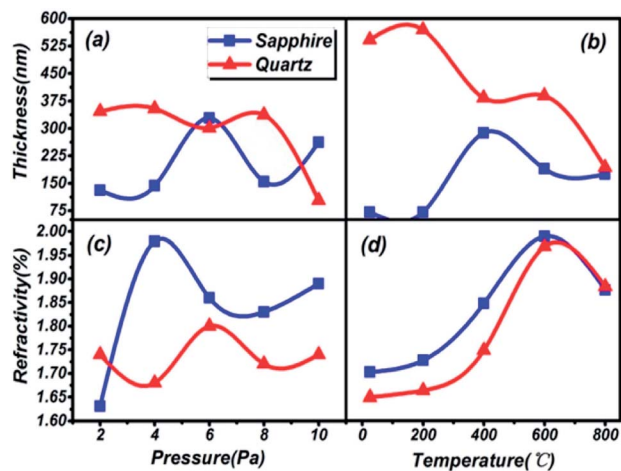 600
(a)
Sapphire
Quartz
(b)
525
450
375
300
225
150
75
Thickness(nm)
2.00
(c)
(d)
1.95
1.90
1.85
1.80
1.75
1.70
1.65
1.60
Refractivity(%)
2 4 6 8 10
0 200 400 600 800
Pressure(Pa)
Temperature(℃)